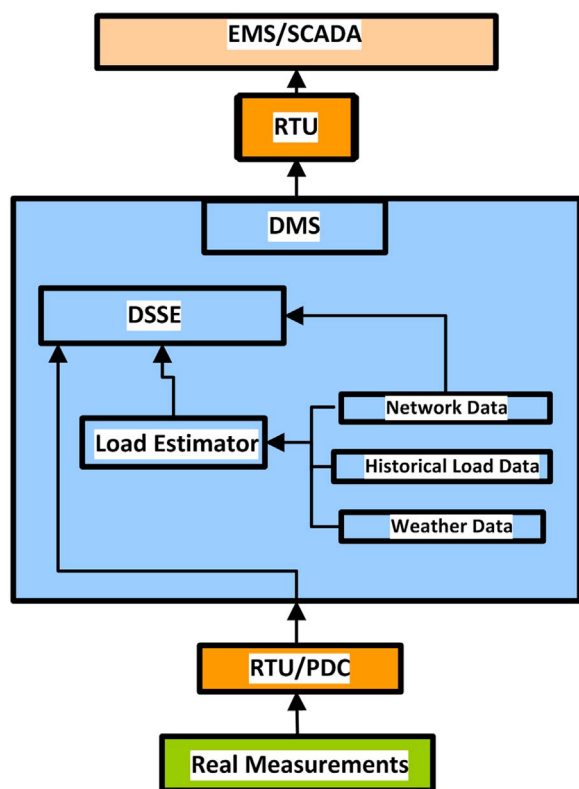 EMS/SCADA
RTU
DMS
DSSE
Network Data
Load Estimator
Historical Load Data
Weather Data
RTU/PDC
Real Measurements